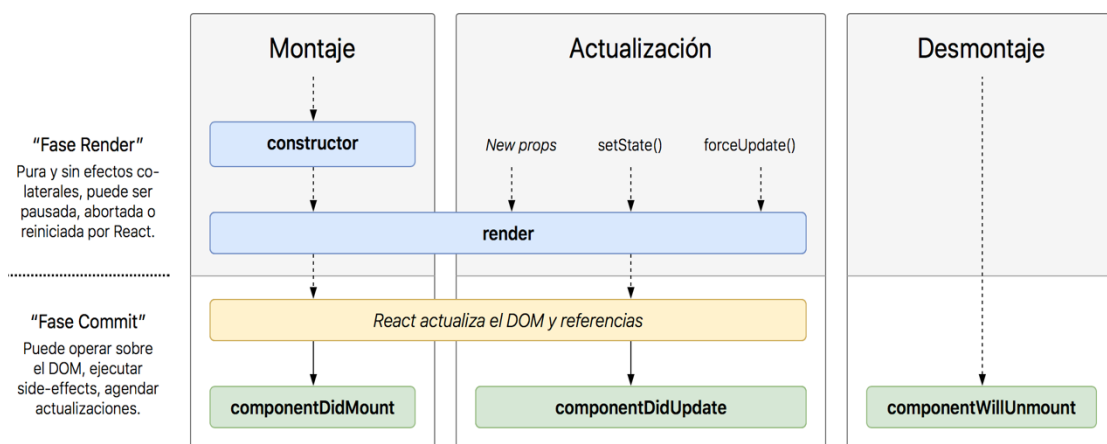 Montaje
Actualización
Desmontaje
“Fase Render”
Pura y sin efectos co-
laterales, puede ser
pausada, abortada o
reiniciada por React.
constructor
New props
setState()
forceUpdate()
render
“Fase Commit”
Puede operar sobre
el DOM, ejecutar
side-effects, agendar
actualizaciones.
React actualiza el DOM y referencias
componentDidMount
componentDidUpdate
componentWillUnmount